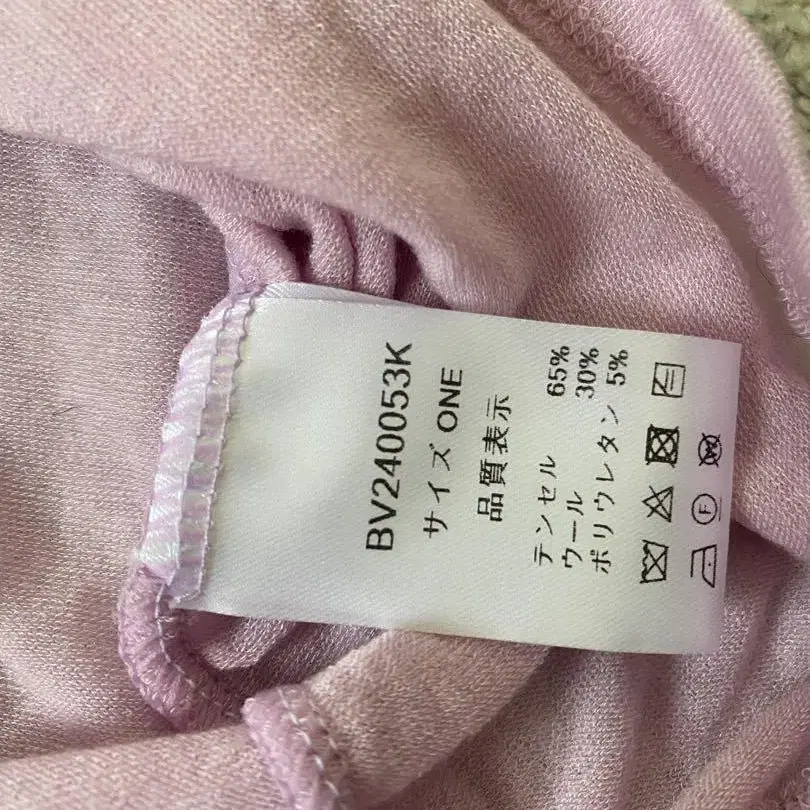 BV240053K
サイズ ONE
品質表示
テンセル 65%
ウール 30%
ポリウレタン 5%
F
W